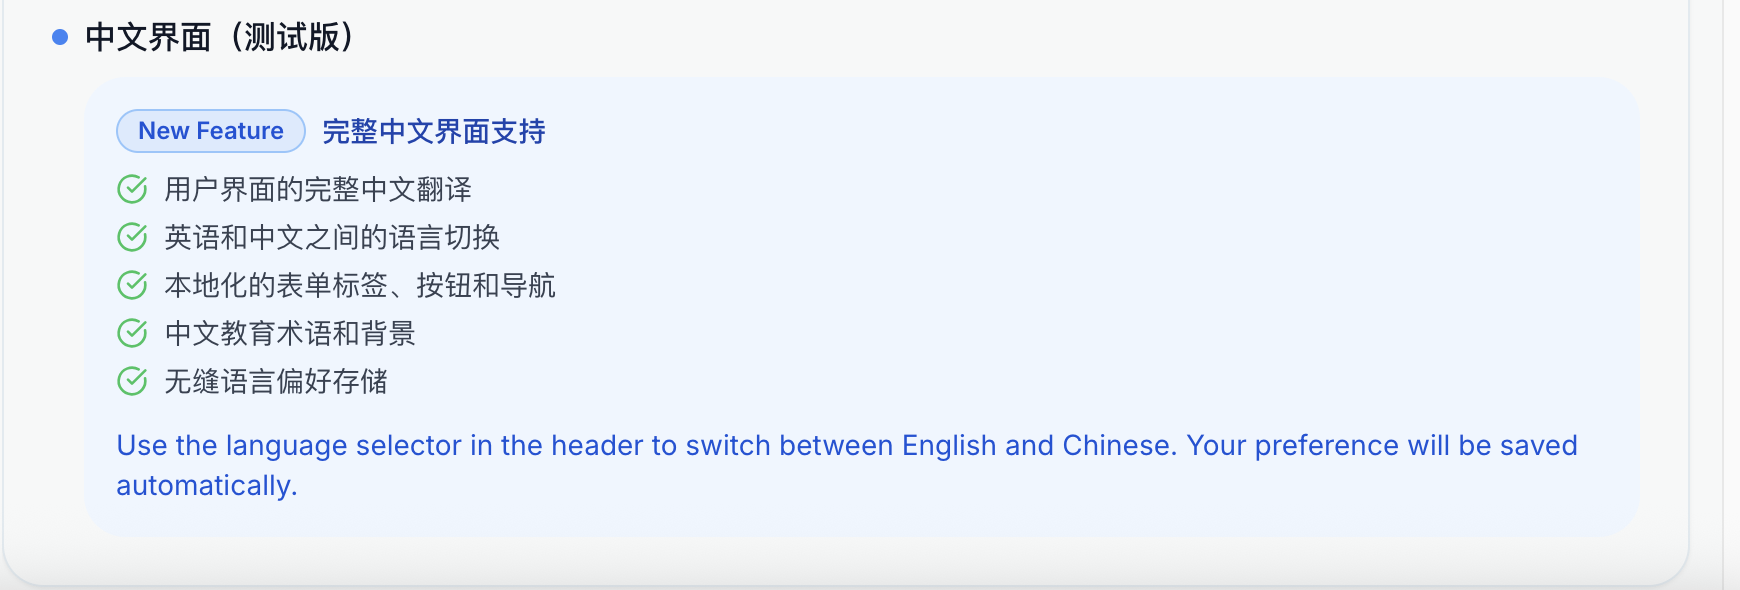 中文界面（测试版）
New Feature 完整中文界面支持
用户界面的完整中文翻译
英语和中文之间的语言切换
本地化的表单标签、按钮和导航
中文教育术语和背景
无缝语言偏好存储
Use the language selector in the header to switch between English and Chinese. Your preference will be saved
automatically.